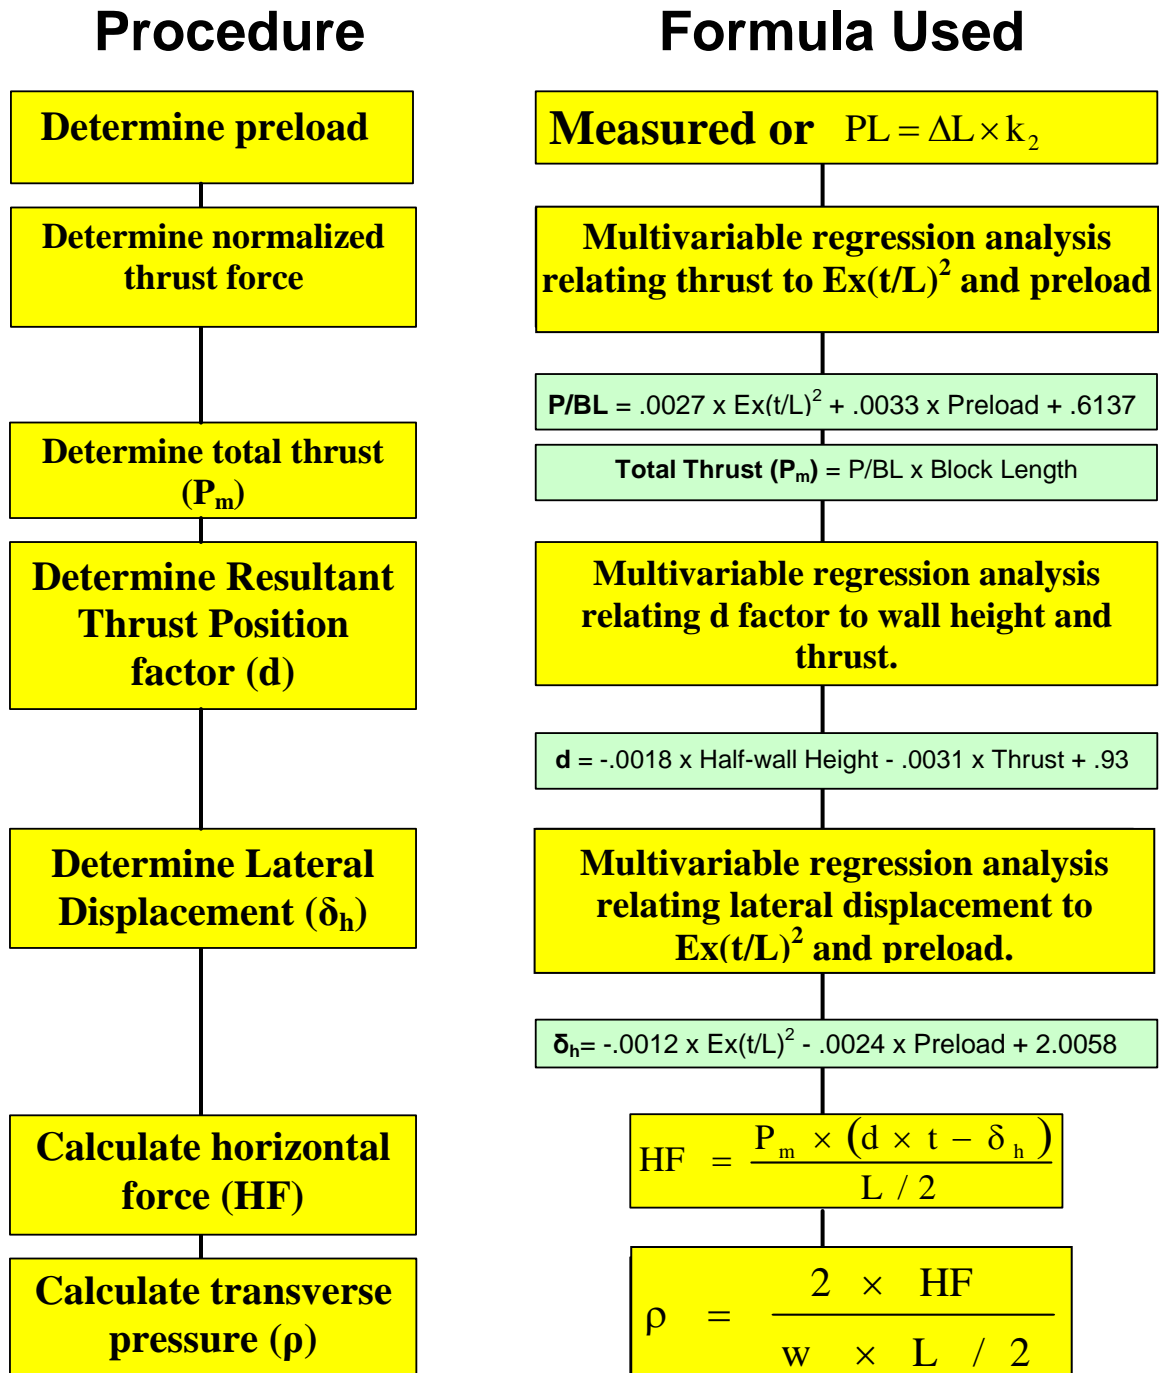 Procedure
Formula Used
Determine preload
Measured or PL = ΔL × k₂
Determine normalized
thrust force
Multivariable regression analysis
relating thrust to Ex(t/L)² and preload
P/BL = .0027 x Ex(t/L)² + .0033 x Preload + .6137
Determine total thrust
(Pₘ)
Total Thrust (Pₘ) = P/BL x Block Length
Determine Resultant
Thrust Position
factor (d)
Multivariable regression analysis
relating d factor to wall height and
thrust.
d = -.0018 x Half-wall Height - .0031 x Thrust + .93
Determine Lateral
Displacement (δₕ)
Multivariable regression analysis
relating lateral displacement to
Ex(t/L)² and preload.
δₕ= -.0012 x Ex(t/L)² - .0024 x Preload + 2.0058
Calculate horizontal
force (HF)
HF = Pₘ × (d × t − δₕ)
L / 2
Calculate transverse
pressure (ρ)
ρ = 2 × HF
w × L / 2